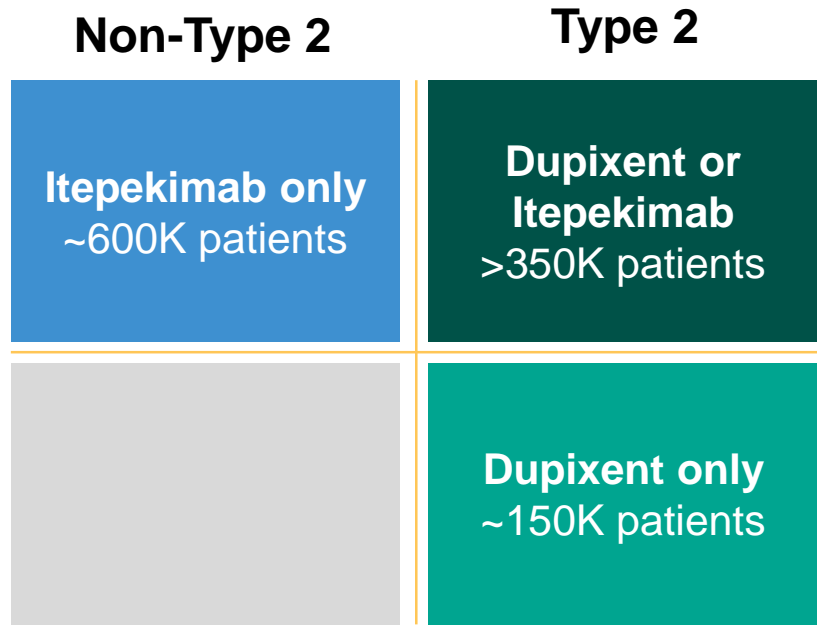 Non-Type 2
Type 2
Itepekimab only
~600K patients
Dupixent or
Itepekimab
>350K patients
Dupixent only
~150K patients